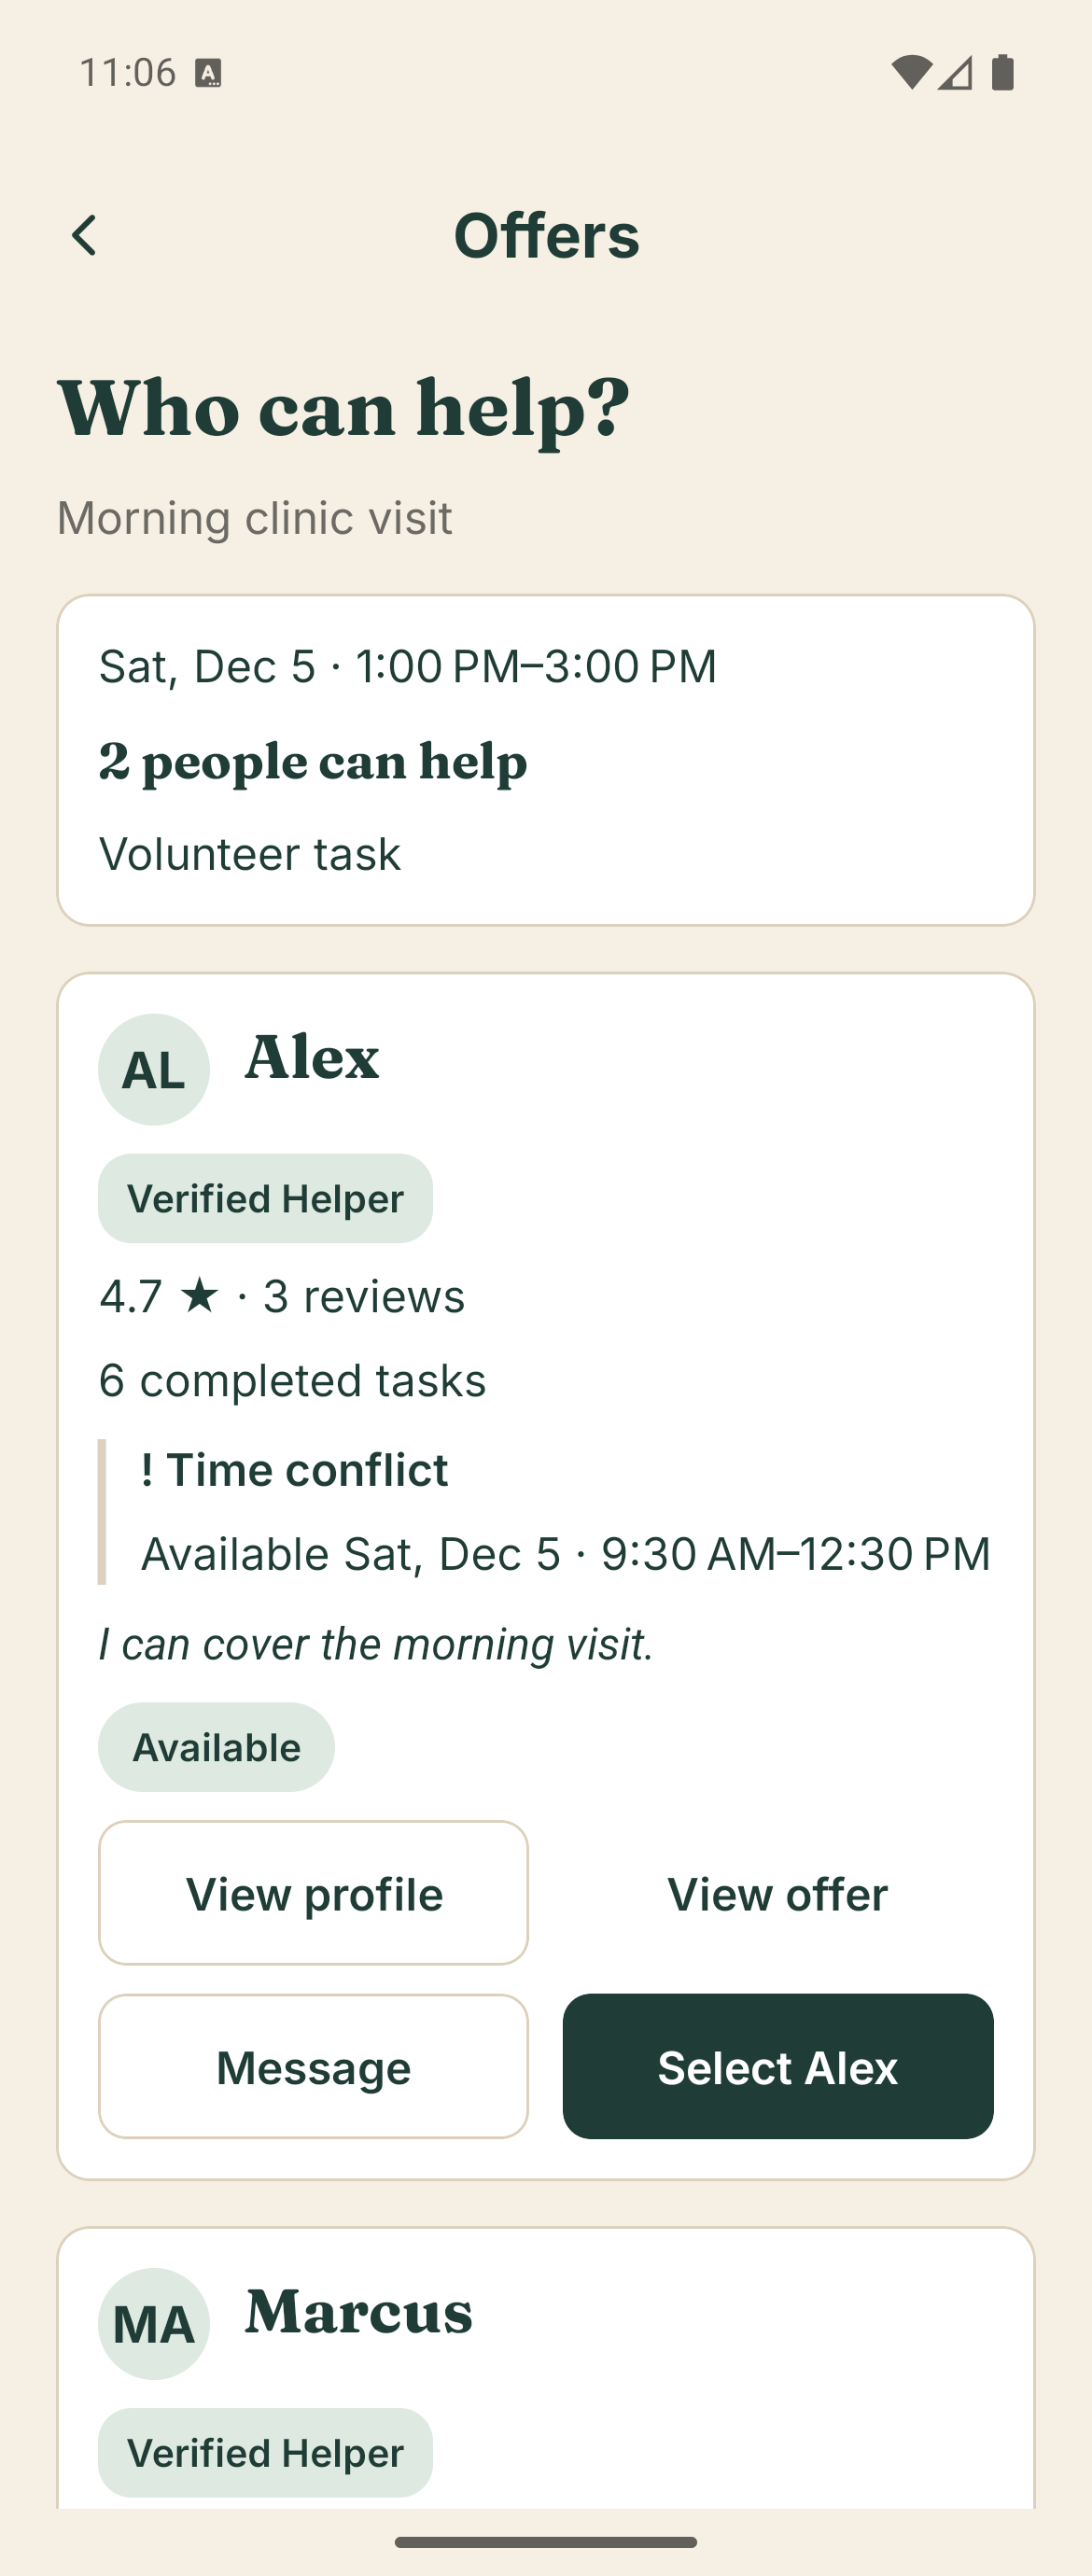 11:06
Offers
Who can help?
Morning clinic visit
Sat, Dec 5 · 1:00 PM–3:00 PM
2 people can help
Volunteer task
AL
Alex
Verified Helper
4.7 ★ · 3 reviews
6 completed tasks
! Time conflict
Available Sat, Dec 5 · 9:30 AM–12:30 PM
I can cover the morning visit.
Available
View profile
View offer
Message
Select Alex
MA
Marcus
Verified Helper